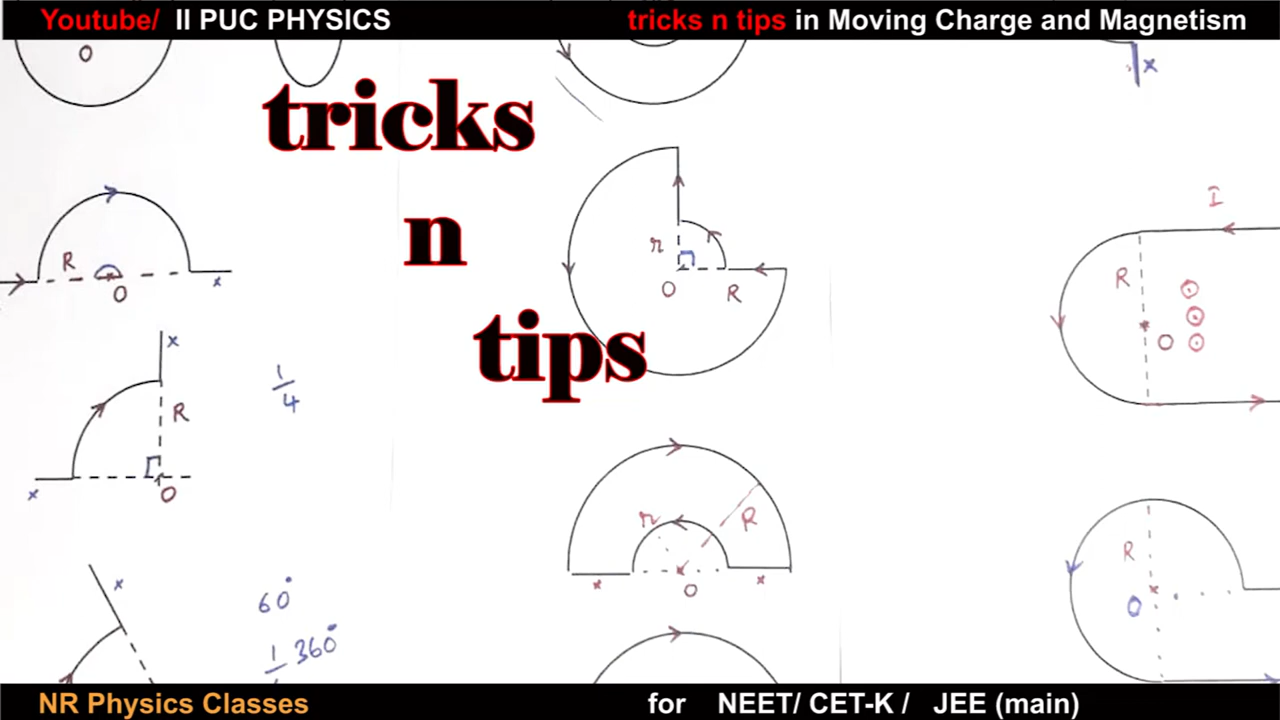 Youtube/ II PUC PHYSICS
tricks n tips in Moving Charge and Magnetism
tricks
n
tips
O
x
R
O
x
x
R
O
x
1/4
x
60°
1 360°
r
O
R
r
R
x
O
x
I
R
O
R
O
NR Physics Classes
for NEET/ CET-K / JEE (main)